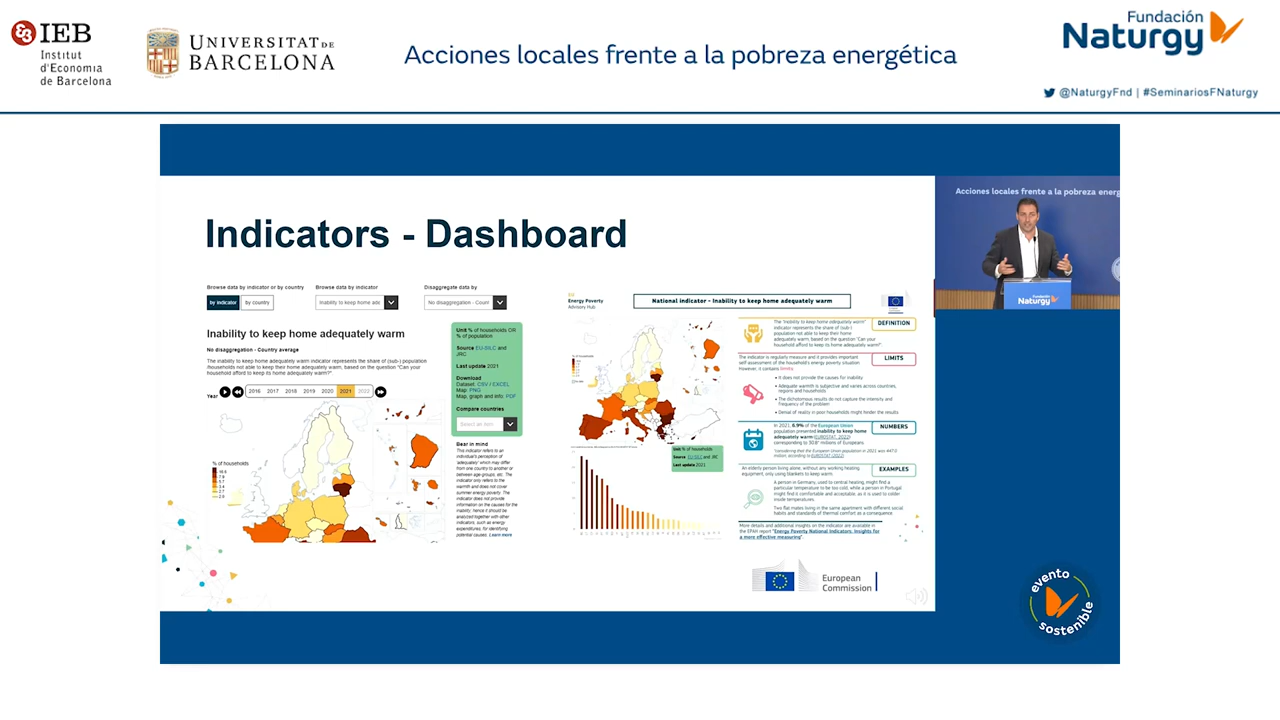 IEB
Institut
d'Economia
de Barcelona
UNIVERSITAT DE
BARCELONA
Acciones locales frente a la pobreza energética
Fundación
Naturgy
@NaturgyFnd | #SeminariosFNaturgy
Indicators - Dashboard
Browse data by indicator or by country
by indicator
by country
Browse data by indicator
Inability to keep home ade
Disaggregate data by
No disaggregation - Count
Inability to keep home adequately warm
No disaggregation - Country average
The inability to keep home adequately warm indicator represents the share of (sub-) population
/households not able to keep their home adequately warm, based on the question "Can your
household afford to keep its home adequately warm?"
Year
2016 2017 2018 2019 2020 2021 2022
% of households
Unit % of households OR
% of population
Source EU-SILC and
JRC
Last update 2021
Download
Dataset: CSV / EXCEL
Map: PNG
Map, graph and info: PDF
Compare countries
Select an item
Bear in mind
This indicator refers to an
individual's perception of
'adequately' which may differ
from one country to another or
between age-groups, etc. The
indicator only refers to the
warmth and does not cover
summer energy poverty. The
indicator does not provide
information on the causes for the
inability; hence it should be
analyzed together with other
indicators, such as energy
expenditures, for identifying
potential causes. Learn more
Energy Poverty
Advisory Hub
National indicator - Inability to keep home adequately warm
% of households
Unit % of households
Source EU-SILC and JRC
Last update 2021
The 'Inability to keep home adequately warm'
indicator represents the share of (sub-)
population not able to keep their home
adequately warm, based on the question "Can your
household afford to keep its home adequately warm?"
DEFINITION
The indicator is regularly measure and it provides important
self assessment of the household's energy poverty situation.
However, it contains limits:
LIMITS
• It does not provide the causes for inability
• Adequate warmth is subjective and varies across countries,
regions and households
• The dichotomous results do not capture the intensity and
frequency of the problem
• Denial of reality in poor households might hinder the results
In 2021, 6.9% of the European Union
population presented inability to keep home
adequately warm (EUROSTAT, 2022)
corresponding to 30.8* millions of Europeans
NUMBERS
*considering that the European Union population in 2021 was 447.0
million, according to EUROSTAT (2022)
An elderly person living alone, without any working heating
equipment, only using blankets to keep warm.
EXAMPLES
A person in Germany, used to central heating, might find a
particular temperature to be too cold, while a person in Portugal
might find it comfortable and acceptable, as it is used to colder
inside temperatures
Two flat mates living in the same apartment with different social
habits and standards of thermal comfort as a consequence
More details and additional insights on the indicator are available in
the EPAH report "Energy Poverty National Indicators: Insights for
a more effective measuring".
European
Commission
Acciones locales frente a la pobreza energ
Fundación
Naturgy
evento
sostenible